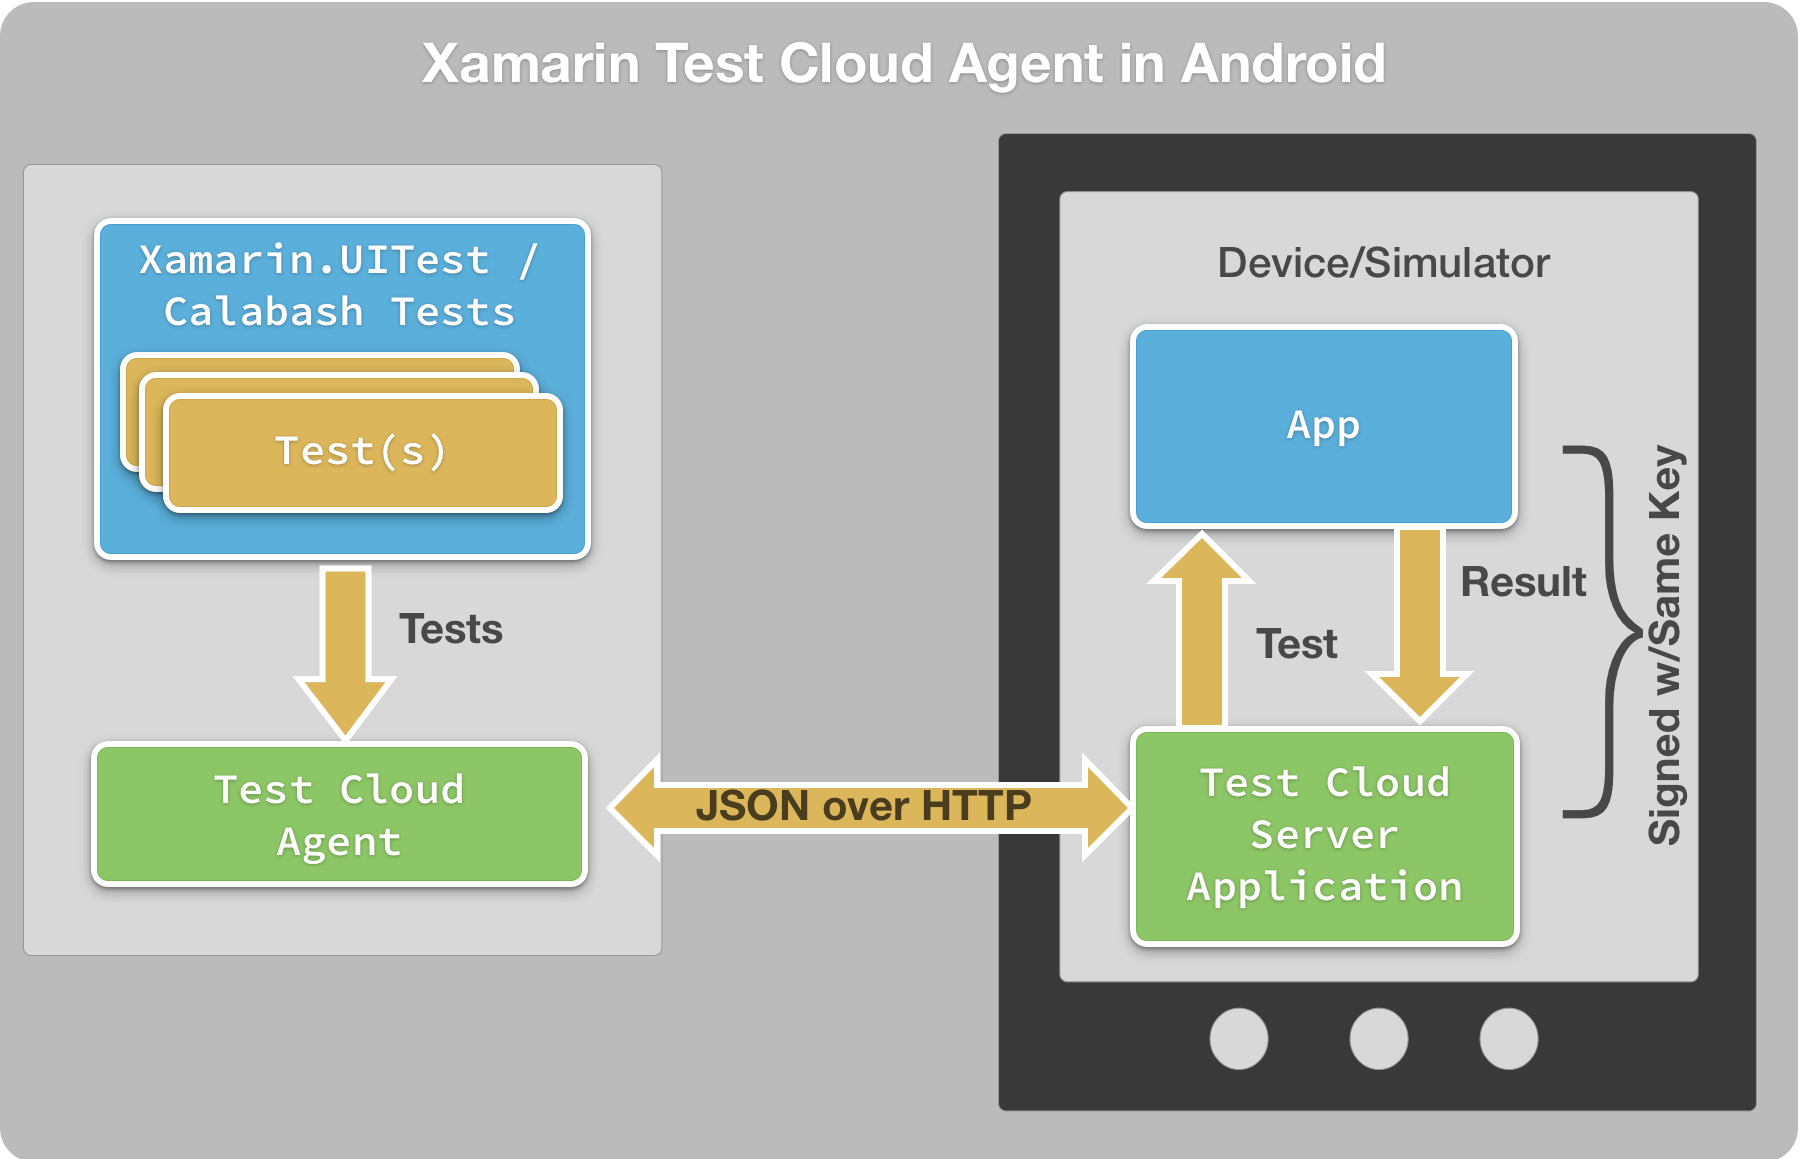 Xamarin Test Cloud Agent in Android
Xamarin.UITest /
Calabash Tests
Test(s)
Tests
Test Cloud
Agent
JSON over HTTP
Device/Simulator
App
Test
Result
Test Cloud
Server
Application
Signed w/Same Key